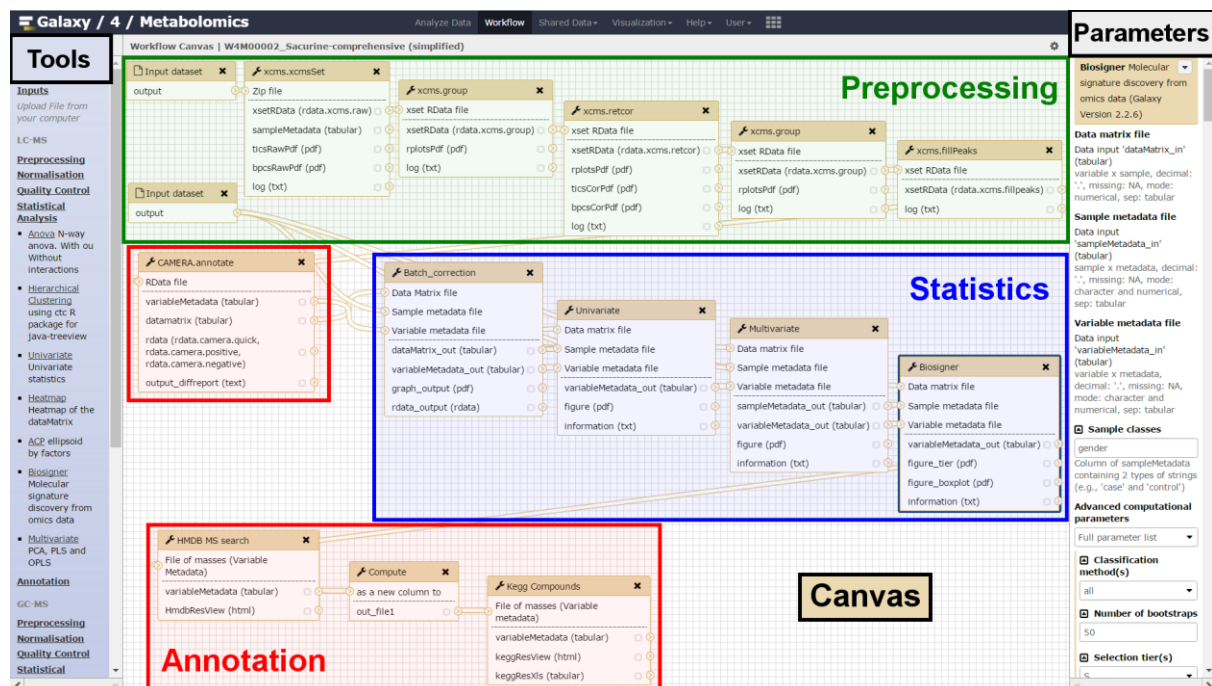 Galaxy / 4 / Metabolomics
Analyze Data Workflow Shared Data Visualization Help User
Tools
Inputs
Upload File from
your computer
LC-MS
Preprocessing
Normalisation
Quality Control
Statistical
Analysis
Anova N-way
anova. With ou
Without
interactions
Hierarchical
Clustering
using ctc R
package for
java-treeview
Univariate
Univariate
statistics
Heatmap
Heatmap of the
dataMatrix
ACP ellipsoid
by factors
Biosigner
Molecular
signature
discovery from
omics data
Multivariate
PCA, PLS and
OPLS
Annotation
GC-MS
Preprocessing
Normalisation
Quality Control
Statistical
Workflow Canvas | W4M00002_Sacurine-comprehensive (simplified)
Preprocessing
Input dataset
output
xcms.xcmsSet
Zip file
xsetRData (rdata.xcms.raw)
sampleMetadata (tabular)
ticsRawPdf (pdf)
bpcsRawPdf (pdf)
log (txt)
xcms.group
xset RData file
xsetRData (rdata.xcms.group)
rplotsPdf (pdf)
log (txt)
xcms.retcor
xset RData file
xsetRData (rdata.xcms.retcor)
rplotsPdf (pdf)
ticsCorPdf (pdf)
bpcsCorPdf (pdf)
log (txt)
xcms.group
xset RData file
xsetRData (rdata.xcms.group)
rplotsPdf (pdf)
log (txt)
xcms.fillPeaks
xset RData file
xsetRData (rdata.xcms.fillpeaks)
log (txt)
Input dataset
output
CAMERA.annotate
RData file
variableMetadata (tabular)
datamatrix (tabular)
rdata (rdata.camera.quick,
rdata.camera.positive,
rdata.camera.negative)
output_diffreport (text)
Statistics
Batch_correction
Data Matrix file
Sample metadata file
Variable metadata file
dataMatrix_out (tabular)
variableMetadata_out (tabular)
graph_output (pdf)
rdata_output (rdata)
Univariate
Data matrix file
Sample metadata file
Variable metadata file
variableMetadata_out (tabular)
figure (pdf)
information (txt)
Multivariate
Data matrix file
Sample metadata file
Variable metadata file
sampleMetadata_out (tabular)
variableMetadata_out (tabular)
figure (pdf)
information (txt)
Biosigner
Data matrix file
Sample metadata file
Variable metadata file
variableMetadata_out (tabular)
figure_tier (pdf)
figure_boxplot (pdf)
information (txt)
HMDB MS search
File of masses (Variable
Metadata)
variableMetadata (tabular)
HmdbResView (html)
Compute
as a new column to
out_file1
Kegg Compounds
File of masses (Variable
metadata)
variableMetadata (tabular)
keggResView (html)
keggResXls (tabular)
Annotation
Canvas
Parameters
Biosigner Molecular
signature discovery from
omics data (Galaxy
Version 2.2.6)
Data matrix file
Data input 'dataMatrix_in'
(tabular)
variable x sample, decimal:
'.', missing: NA, mode:
numerical, sep: tabular
Sample metadata file
Data input
'sampleMetadata_in'
(tabular)
sample x metadata, decimal:
'.', missing: NA, mode:
character and numerical,
sep: tabular
Variable metadata file
Data input
'variableMetadata_in'
(tabular)
variable x metadata,
decimal: '.', missing: NA,
mode: character and
numerical, sep: tabular
Sample classes
gender
Column of sampleMetadata
containing 2 types of strings
(e.g., 'case' and 'control')
Advanced computational
parameters
Full parameter list
Classification
method(s)
all
Number of bootstraps
50
Selection tier(s)
S